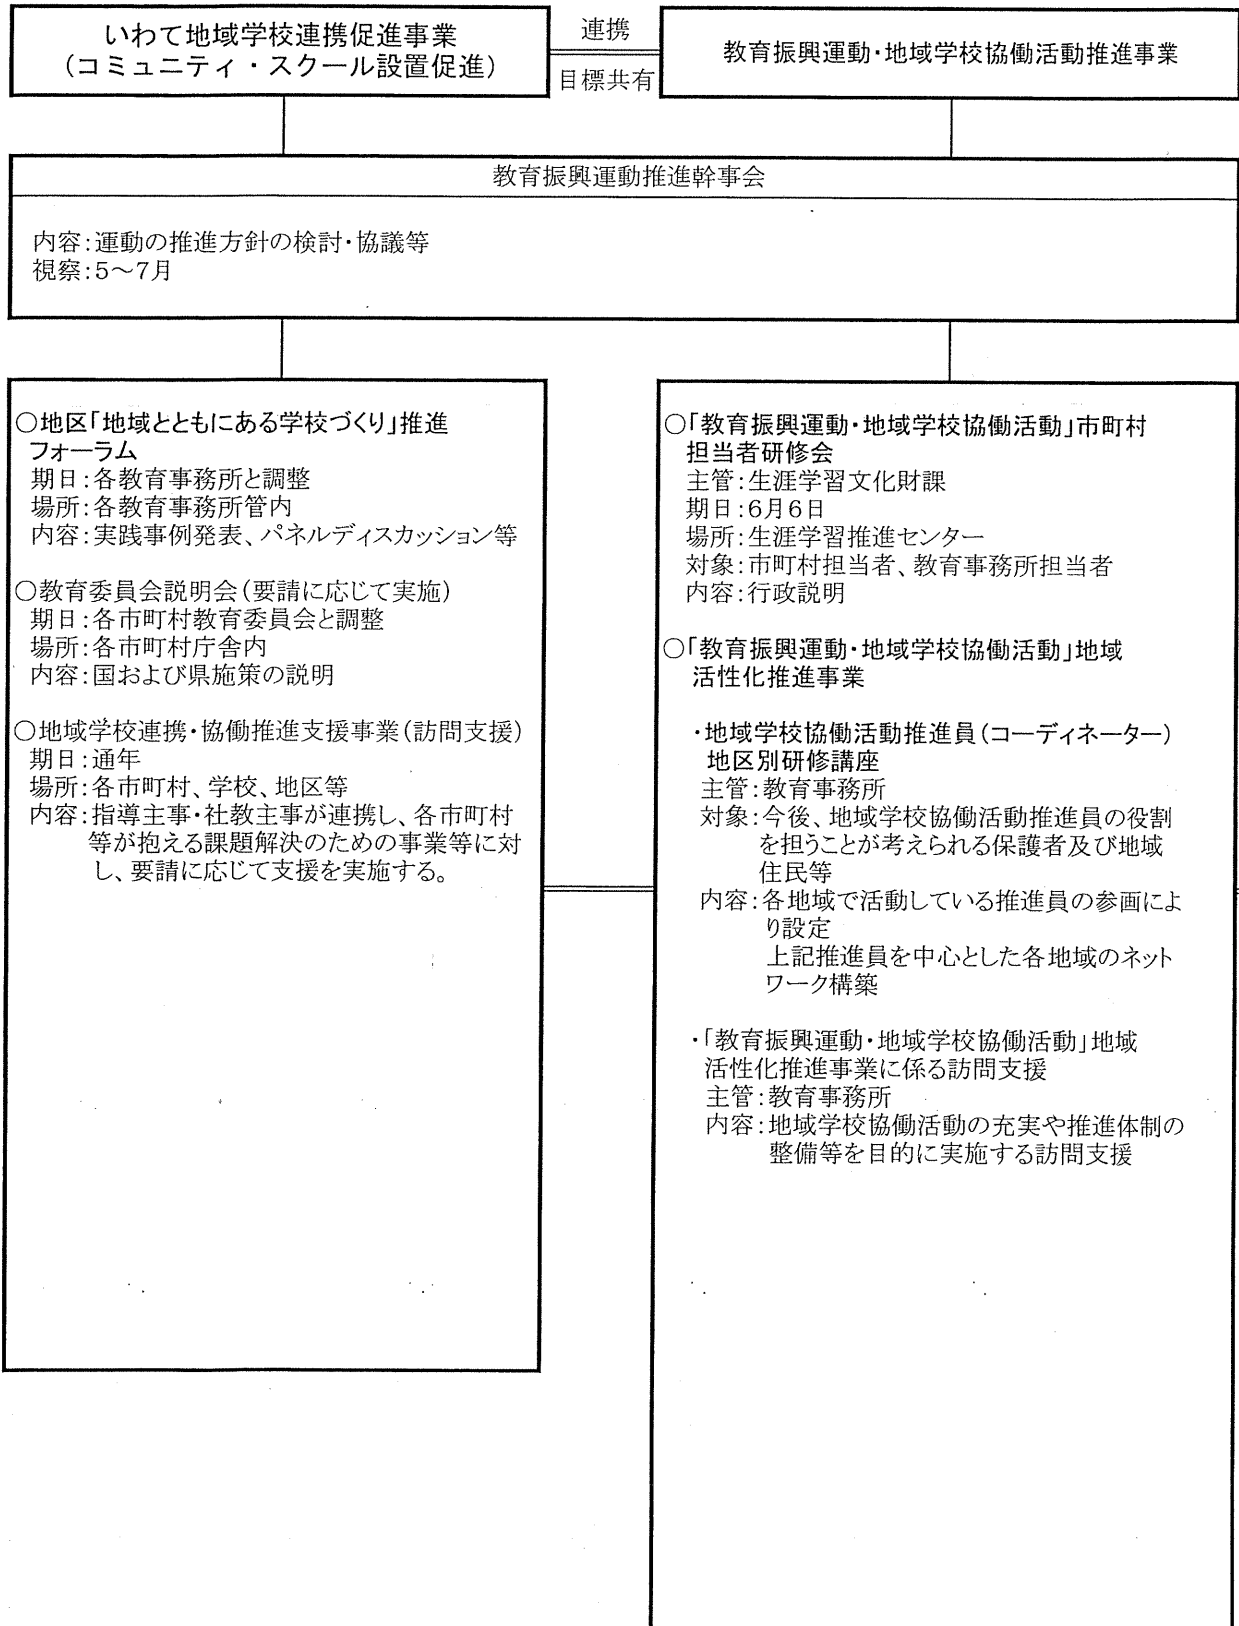 いわて地域学校連携促進事業
(コミュニティ・スクール設置促進)
連携
目標共有
教育振興運動・地域学校協働活動推進事業
教育振興運動推進幹事会
内容:運動の推進方針の検討・協議等
視察:5～7月
○地区「地域とともにある学校づくり」推進
フォーラム
期日:各教育事務所と調整
場所:各教育事務所管内
内容:実践事例発表、パネルディスカッション等
○教育委員会説明会(要請に応じて実施)
期日:各市町村教育委員会と調整
場所:各市町村庁舎内
内容:国および県施策の説明
○地域学校連携・協働推進支援事業(訪問支援)
期日:通年
場所:各市町村、学校、地区等
内容:指導主事・社教主事が連携し、各市町村
等が抱える課題解決のための事業等に対
し、要請に応じて支援を実施する。
○「教育振興運動・地域学校協働活動」市町村
担当者研修会
主管:生涯学習文化財課
期日:6月6日
場所:生涯学習推進センター
対象:市町村担当者、教育事務所担当者
内容:行政説明
○「教育振興運動・地域学校協働活動」地域
活性化推進事業
・地域学校協働活動推進員(コーディネーター)
地区別研修講座
主管:教育事務所
対象:今後、地域学校協働活動推進員の役割
を担うことが考えられる保護者及び地域
住民等
内容:各地域で活動している推進員の参画によ
り設定
上記推進員を中心とした各地域のネット
ワーク構築
・「教育振興運動・地域学校協働活動」地域
活性化推進事業に係る訪問支援
主管:教育事務所
内容:地域学校協働活動の充実や推進体制の
整備等を目的に実施する訪問支援